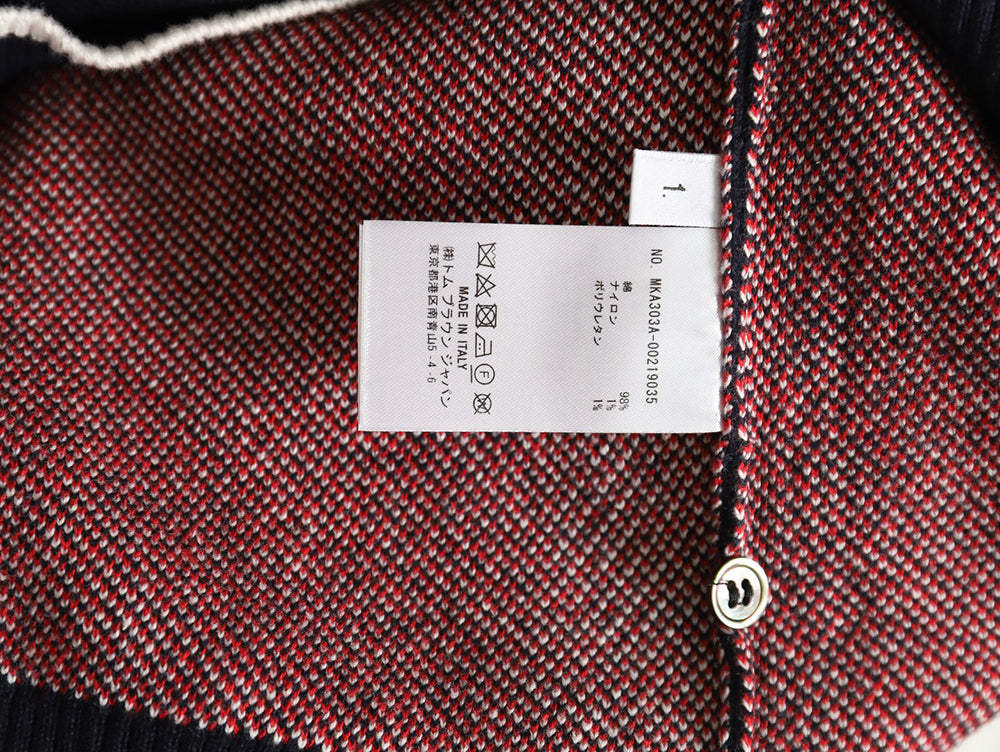 1.
NO. MKA303A-00219035
綿 98%
ナイロン 1%
ポリウレタン 1%
F
MADE IN ITALY
㈱トム ブラウン ジャパン
東京都港区南青山5-4-6